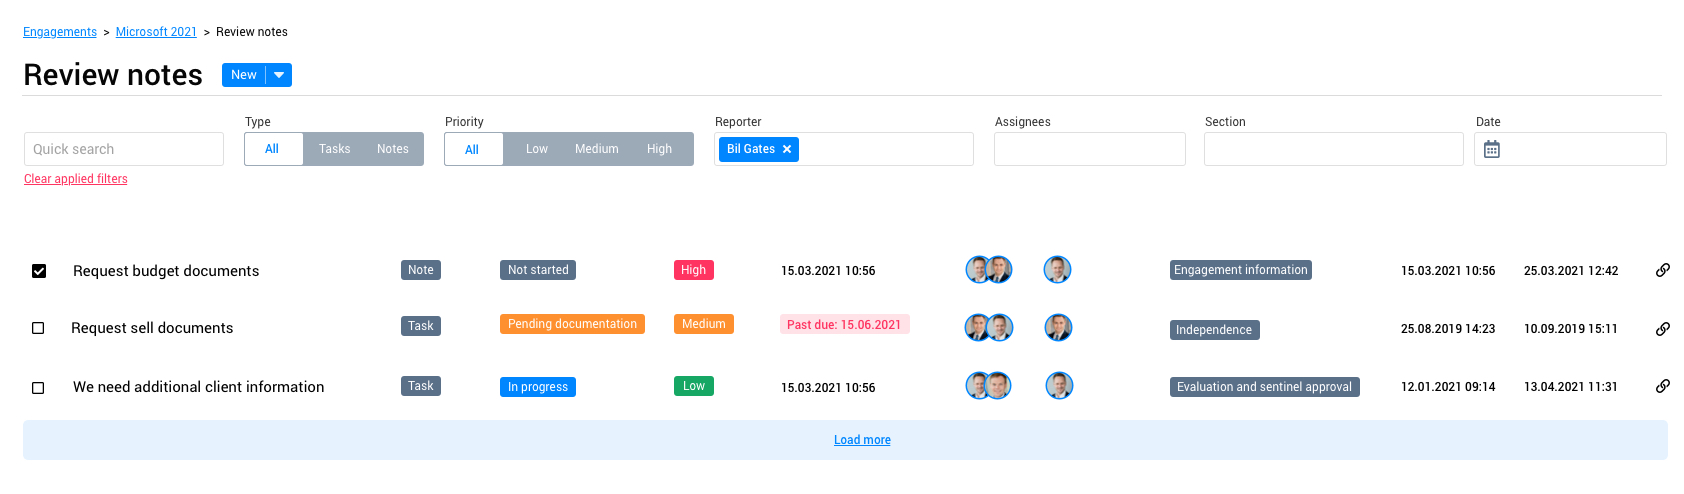 Engagements > Microsoft 2021 > Review notes
Review notes New
Type Priority Reporter Assignees Section Date
Quick search All Tasks Notes All Low Medium High Bil Gates ×
Clear applied filters
Request budget documents Note Not started High 15.03.2021 10:56 Engagement information 15.03.2021 10:56 25.03.2021 12:42
Request sell documents Task Pending documentation Medium Past due: 15.06.2021 Independence 25.08.2019 14:23 10.09.2019 15:11
We need additional client information Task In progress Low 15.03.2021 10:56 Evaluation and sentinel approval 12.01.2021 09:14 13.04.2021 11:31
Load more